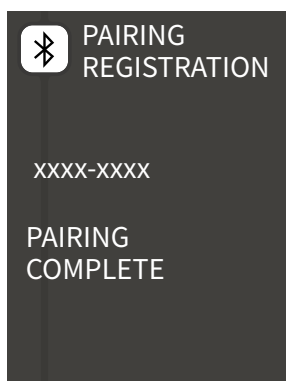 PAIRING
REGISTRATION
xxxx-xxxx
PAIRING
COMPLETE